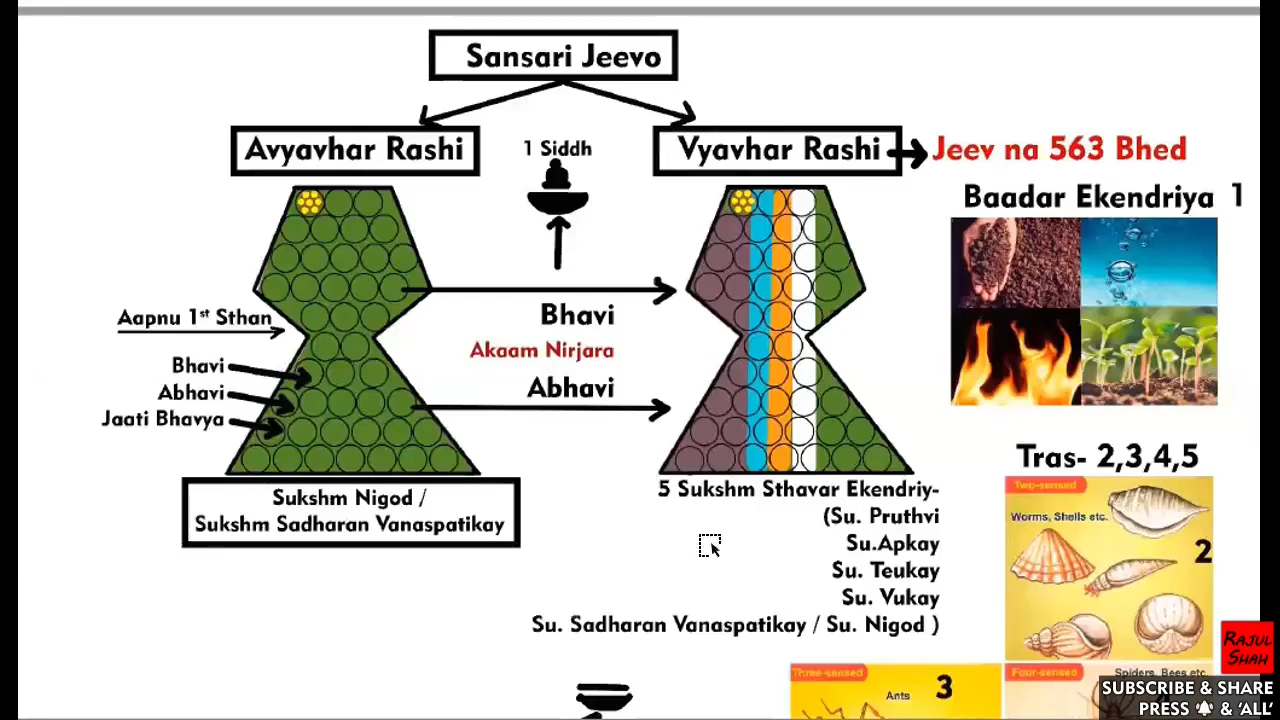 Sansari Jeevo
Avyavhar Rashi
1 Siddh
Vyavhar Rashi
Jeev na 563 Bhed
Baadar Ekendriya 1
Aapnu 1st Sthan
Bhavi
Abhavi
Jaati Bhavya
Bhavi
Akaam Nirjara
Abhavi
Sukshm Nigod /
Sukshm Sadharan Vanaspatikay
5 Sukshm Sthavar Ekendriy-
(Su. Pruthvi
Su.Apkay
Su. Teukay
Su. Vukay
Su. Sadharan Vanaspatikay / Su. Nigod )
Tras- 2,3,4,5
Two-sensed
Worms, Shells etc.
2
Three-sensed
Ants
3
Four-sensed
Spiders, Bees etc.
RAJUL
SHAH
SUBSCRIBE & SHARE
PRESS & 'ALL'